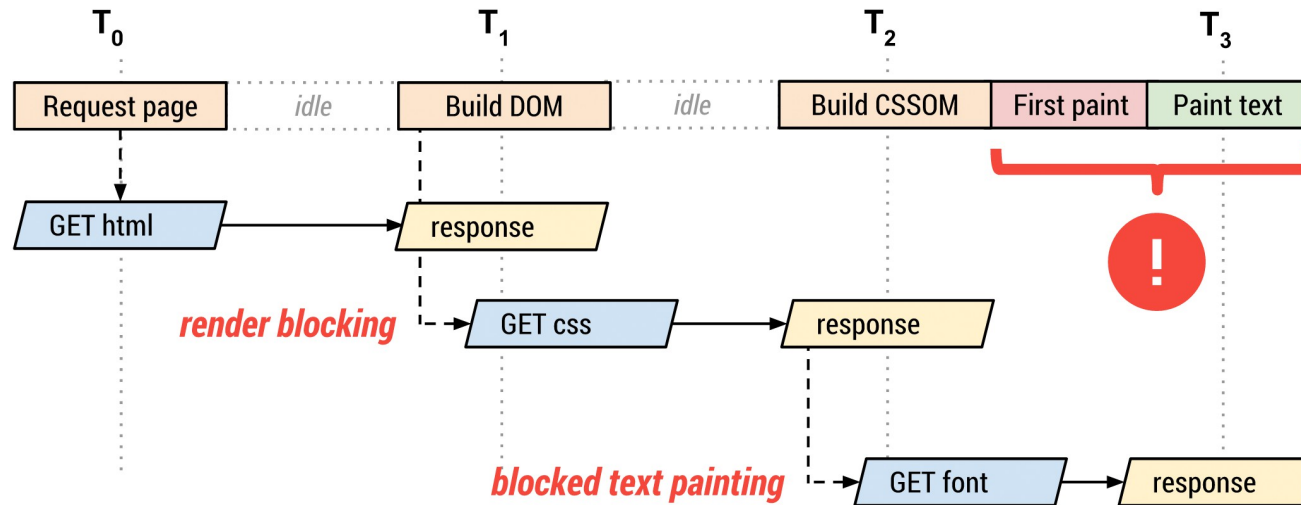 T0
T1
T2
T3
Request page
idle
Build DOM
idle
Build CSSOM
First paint
Paint text
GET html
response
!
render blocking
GET css
response
blocked text painting
GET font
response